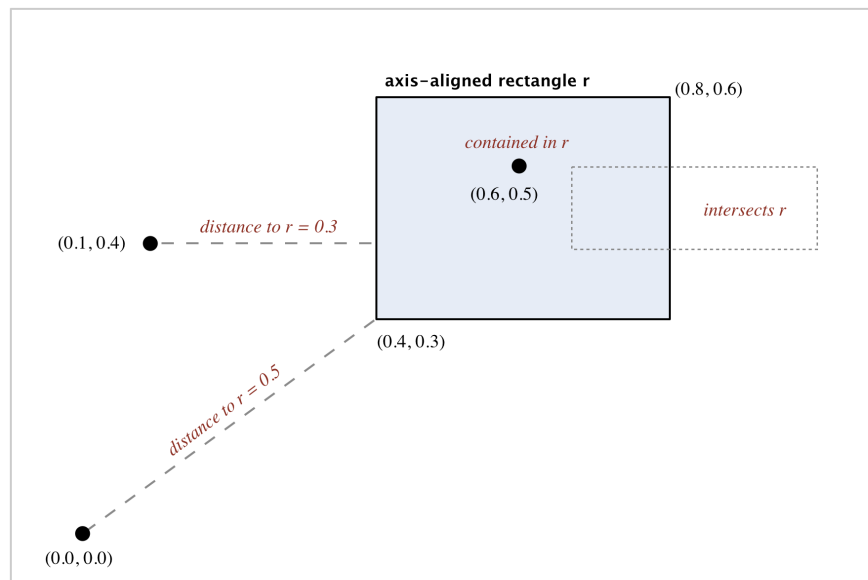 axis-aligned rectangle r
(0.8, 0.6)
contained in r
(0.6, 0.5)
intersects r
distance to r = 0.3
(0.1, 0.4)
(0.4, 0.3)
distance to r = 0.5
(0.0, 0.0)